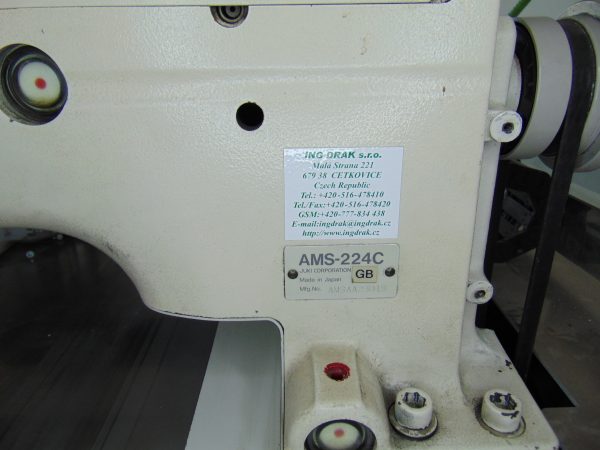 ING-DRAK s.r.o.
Malá Strana 221
679 38 CETKOVICE
Czech Republic
Tel.: +420-516-478410
Tel./Fax:+420-516-478420
GSM:+420-777-834 438
E-mail:ingdrak@ingdrak.cz
http://www.ingdrak.cz
AMS-224C
JUKI CORPORATION GB
Made in Japan
Mfg.No.